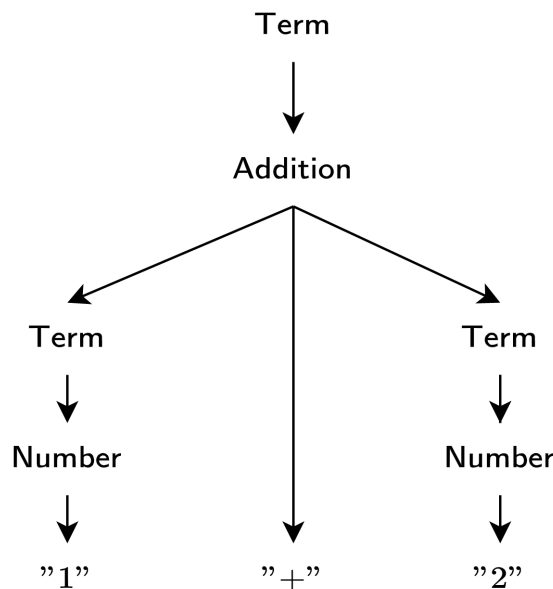 Term
Addition
Term Term
Number Number
"1" "+" "2"